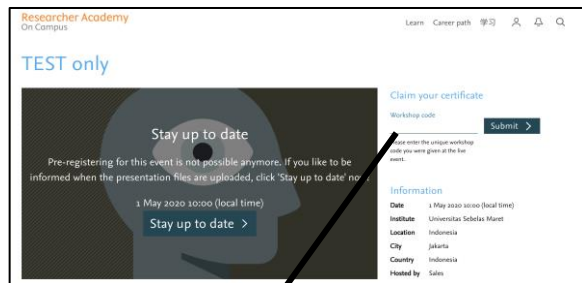 Researcher Academy
On Campus
Learn Career path 学习
TEST only
Stay up to date
Pre-registering for this event is not possible anymore. If you like to be
informed when the presentation files are uploaded, click 'Stay up to date' now
1 May 2020 10:00 (local time)
Stay up to date >
Claim your certificate
Workshop code
Submit >
Please enter the unique workshop
code you were given at the live
event.
Information
Date 1 May 2020 10:00 (local time)
Institute Universitas Sebelas Maret
Location Indonesia
City Jakarta
Country Indonesia
Hosted by Sales